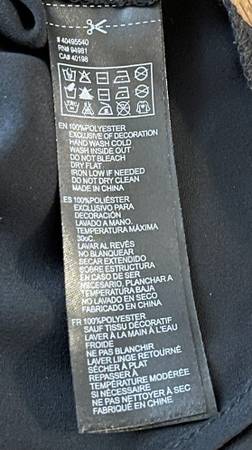 # 40495540
RN# 94981
CA# 40198
EN 100%POLYESTER
EXCLUSIVE OF DECORATION
HAND WASH COLD
WASH INSIDE OUT
DO NOT BLEACH
DRY FLAT
IRON LOW IF NEEDED
DO NOT DRY CLEAN
MADE IN CHINA
ES 100%POLIÉSTER
EXCLUSIVO PARA
DECORACIÓN
LAVADO A MANO.
TEMPERATURA MÁXIMA
30oC.
LAVAR AL REVÉS
NO BLANQUEAR
SECAR EXTENDIDO
SOBRE ESTRUCTURA
EN CASO DE SER
NECESARIO, PLANCHAR A
TEMPERATURA BAJA
NO LAVADO EN SECO
FABRICADO EN CHINA
FR 100%POLYESTER
SAUF TISSU DÉCORATIF
LAVER À LA MAIN À L'EAU
FROIDE
NE PAS BLANCHIR
LAVER LINGE RETOURNÉ
SÉCHER À PLAT
REPASSER À
TEMPÉRATURE MODÉRÉE
SI NÉCESSAIRE
NE PAS NETTOYER À SEC
FABRIQUÉ EN CHINE